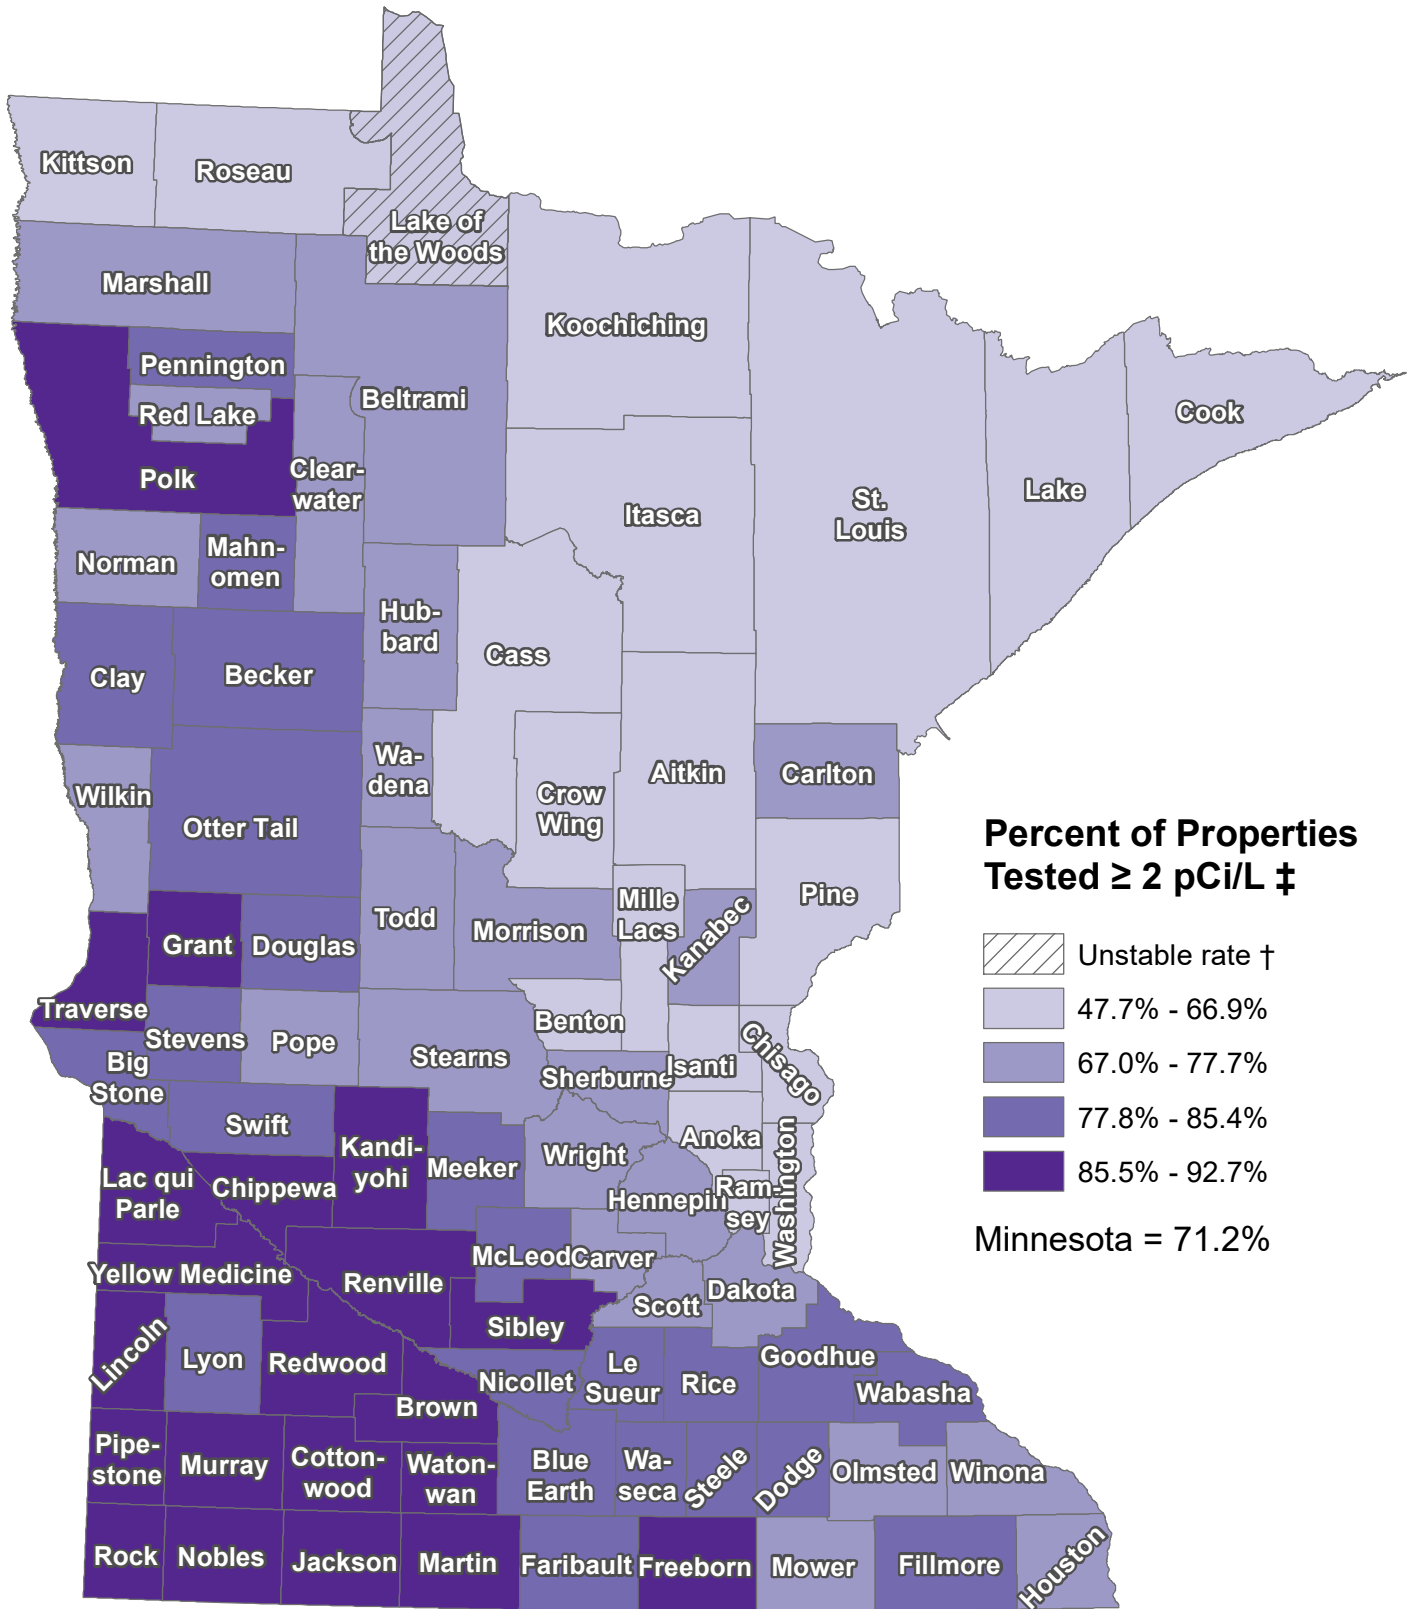 Kittson
Roseau
Lake of
the Woods
Marshall
Koochiching
Pennington
Beltrami
Red Lake
Cook
Polk
Clear-
water
Lake
St.
Louis
Itasca
Norman
Mahn-
omen
Hub-
bard
Cass
Clay
Becker
Wa-
dena
Aitkin
Carlton
Wilkin
Crow
Wing
Otter Tail
Percent of Properties
Tested ≥ 2 pCi/L ‡
Unstable rate †
47.7% - 66.9%
67.0% - 77.7%
77.8% - 85.4%
85.5% - 92.7%
Minnesota = 71.2%
Pine
Mille
Lacs
Todd
Morrison
Kanabec
Grant
Douglas
Traverse
Stevens
Pope
Benton
Stearns
Isanti
Chisago
Big
Stone
Sherburne
Swift
Anoka
Kandi-
yohi
Meeker
Wright
Washington
Lac qui
Parle
Chippewa
Hennepin
Ram-
sey
Yellow Medicine
Renville
McLeod
Carver
Dakota
Scott
Sibley
Lincoln
Lyon
Redwood
Nicollet
Le
Sueur
Rice
Goodhue
Wabasha
Brown
Pipe-
stone
Murray
Cotton-
wood
Waton-
wan
Blue
Earth
Wa-
seca
Steele
Dodge
Olmsted
Winona
Rock
Nobles
Jackson
Martin
Faribault
Freeborn
Mower
Fillmore
Houston